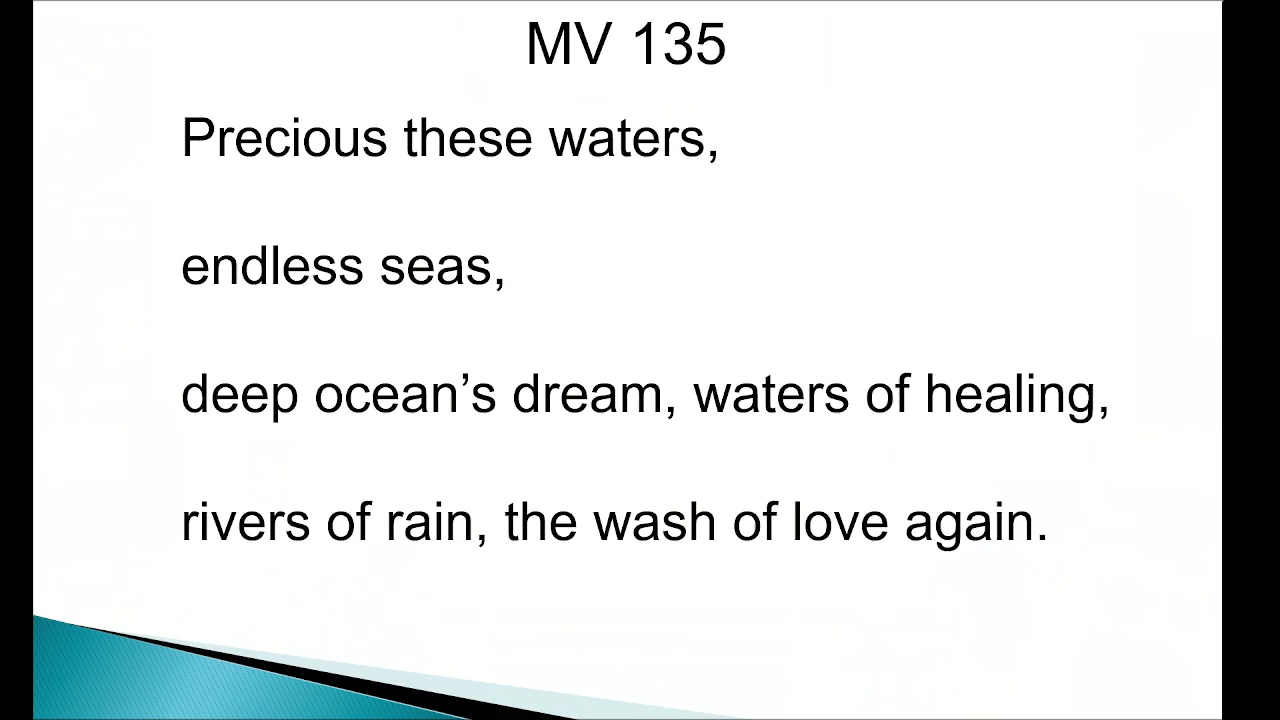 MV 135
Precious these waters,
endless seas,
deep ocean’s dream, waters of healing,
rivers of rain, the wash of love again.